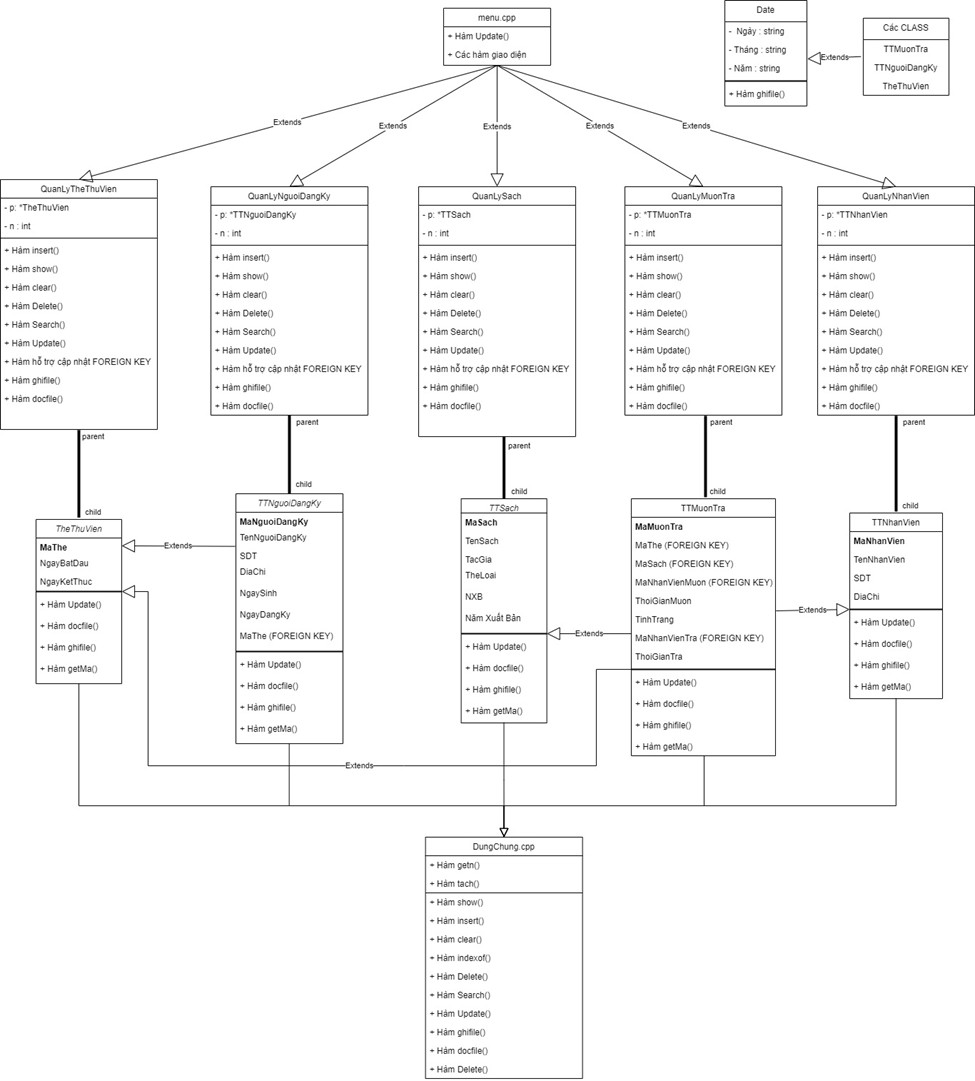 menu.cpp
+ Hàm Update()
+ Các hàm giao diện
Date
- Ngày : string
- Tháng : string
- Năm : string
+ Hàm ghifile()
Các CLASS
TTMuonTra
TTNguoiDangKy
TheThuVien
Extends
Extends
Extends
Extends
Extends
Extends
QuanLyTheThuVien
- p: *TheThuVien
- n : int
+ Hàm insert()
+ Hàm show()
+ Hàm clear()
+ Hàm Delete()
+ Hàm Search()
+ Hàm Update()
+ Hàm hỗ trợ cập nhật FOREIGN KEY
+ Hàm ghifile()
+ Hàm docfile()
QuanLyNguoiDangKy
- p: *TTNguoiDangKy
- n : int
+ Hàm insert()
+ Hàm show()
+ Hàm clear()
+ Hàm Delete()
+ Hàm Search()
+ Hàm Update()
+ Hàm hỗ trợ cập nhật FOREIGN KEY
+ Hàm ghifile()
+ Hàm docfile()
QuanLySach
- p: *TTSach
- n : int
+ Hàm insert()
+ Hàm show()
+ Hàm clear()
+ Hàm Delete()
+ Hàm Search()
+ Hàm Update()
+ Hàm hỗ trợ cập nhật FOREIGN KEY
+ Hàm ghifile()
+ Hàm docfile()
QuanLyMuonTra
- p: *TTMuonTra
- n : int
+ Hàm insert()
+ Hàm show()
+ Hàm clear()
+ Hàm Delete()
+ Hàm Search()
+ Hàm Update()
+ Hàm hỗ trợ cập nhật FOREIGN KEY
+ Hàm ghifile()
+ Hàm docfile()
QuanLyNhanVien
- p: *TTNhanVien
- n : int
+ Hàm insert()
+ Hàm show()
+ Hàm clear()
+ Hàm Delete()
+ Hàm Search()
+ Hàm Update()
+ Hàm hỗ trợ cập nhật FOREIGN KEY
+ Hàm ghifile()
+ Hàm docfile()
parent
child
parent
child
parent
child
parent
child
parent
child
TheThuVien
MaThe
NgayBatDau
NgayKetThuc
+ Hàm Update()
+ Hàm docfile()
+ Hàm ghifile()
+ Hàm getMa()
Extends
TTNguoiDangKy
MaNguoiDangKy
TenNguoiDangKy
SDT
DiaChi
NgaySinh
NgayDangKy
MaThe (FOREIGN KEY)
+ Hàm Update()
+ Hàm docfile()
+ Hàm ghifile()
+ Hàm getMa()
TTSach
MaSach
TenSach
TacGia
TheLoai
NXB
Năm Xuất Bản
+ Hàm Update()
+ Hàm docfile()
+ Hàm ghifile()
+ Hàm getMa()
Extends
TTMuonTra
MaMuonTra
MaThe (FOREIGN KEY)
MaSach (FOREIGN KEY)
MaNhanVienMuon (FOREIGN KEY)
ThoiGianMuon
TinhTrang
MaNhanVienTra (FOREIGN KEY)
ThoiGianTra
+ Hàm Update()
+ Hàm docfile()
+ Hàm ghifile()
+ Hàm getMa()
Extends
TTNhanVien
MaNhanVien
TenNhanVien
SDT
DiaChi
+ Hàm Update()
+ Hàm docfile()
+ Hàm ghifile()
+ Hàm getMa()
Extends
DungChung.cpp
+ Hàm getn()
+ Hàm tach()
+ Hàm show()
+ Hàm insert()
+ Hàm clear()
+ Hàm indexof()
+ Hàm Delete()
+ Hàm Search()
+ Hàm Update()
+ Hàm ghifile()
+ Hàm docfile()
+ Hàm Delete()